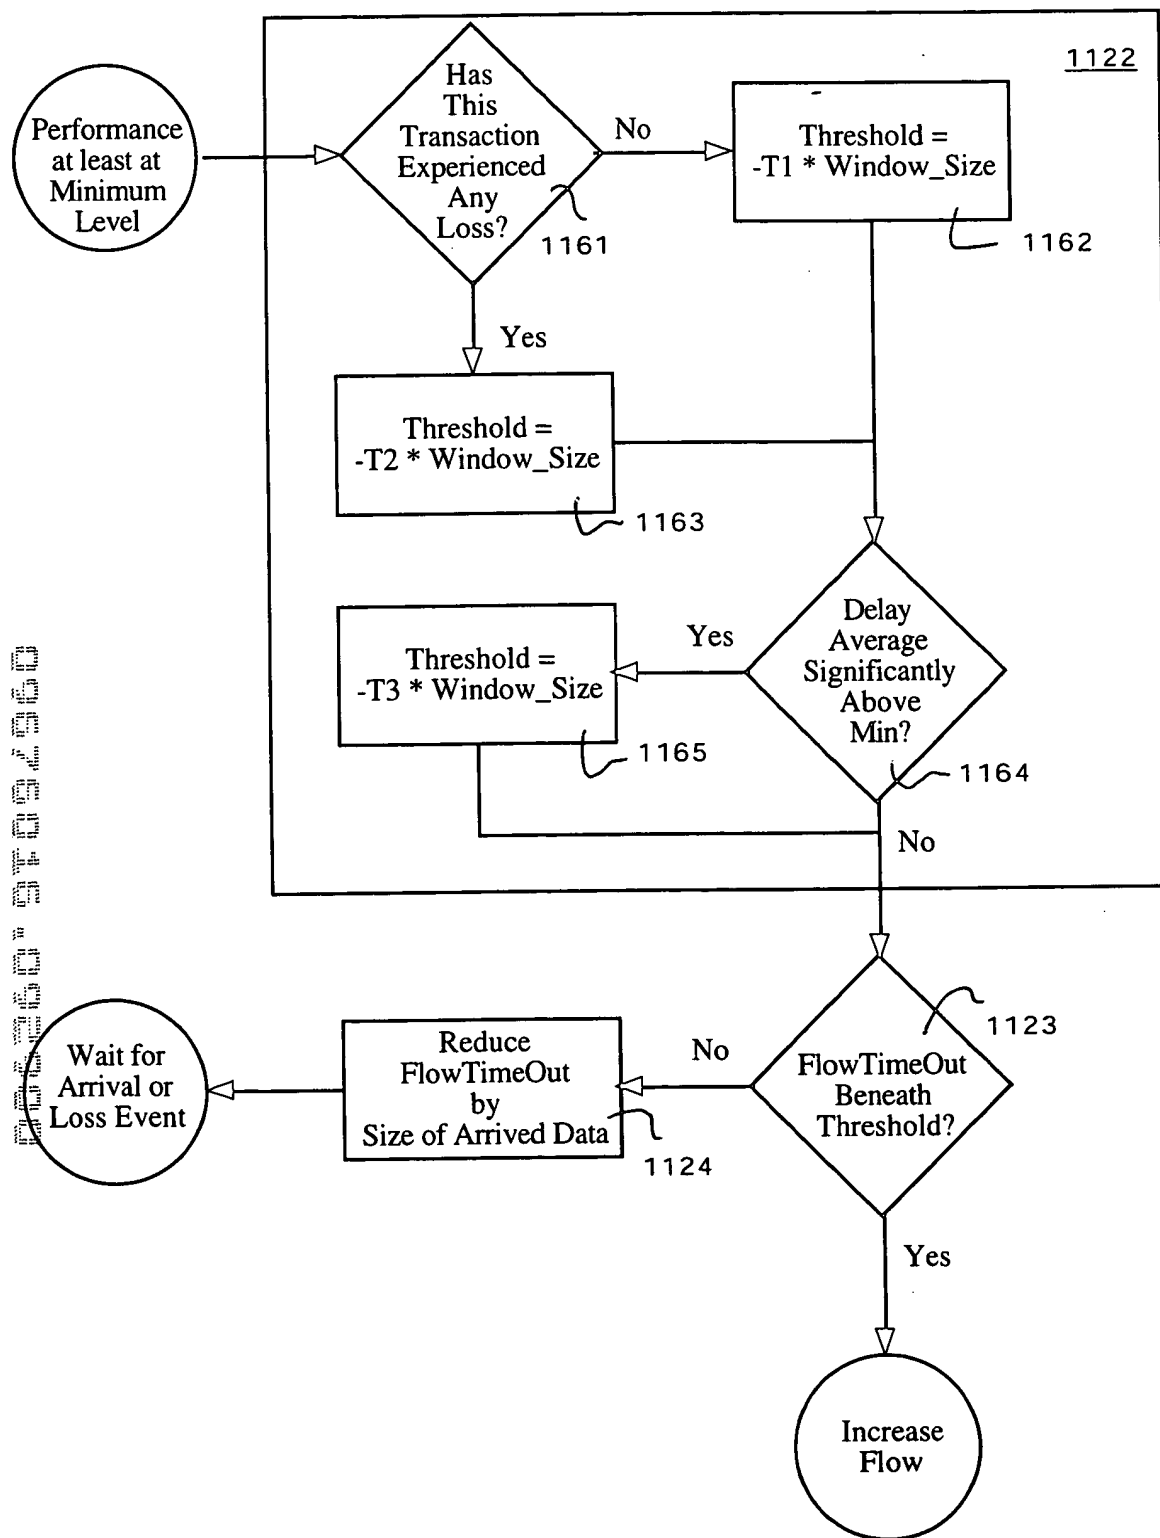 1122
Has
This
Transaction
Experienced
Any
Loss?
1161
Performance
at least at
Minimum
Level
No
Threshold =
-T1 * Window_Size
1162
Yes
Threshold =
-T2 * Window_Size
1163
Delay
Average
Significantly
Above
Min?
1164
Yes
Threshold =
-T3 * Window_Size
1165
No
FlowTimeOut
Beneath
Threshold?
1123
No
Reduce
FlowTimeOut
by
Size of Arrived Data
1124
Wait for
Arrival or
Loss Event
Yes
Increase
Flow